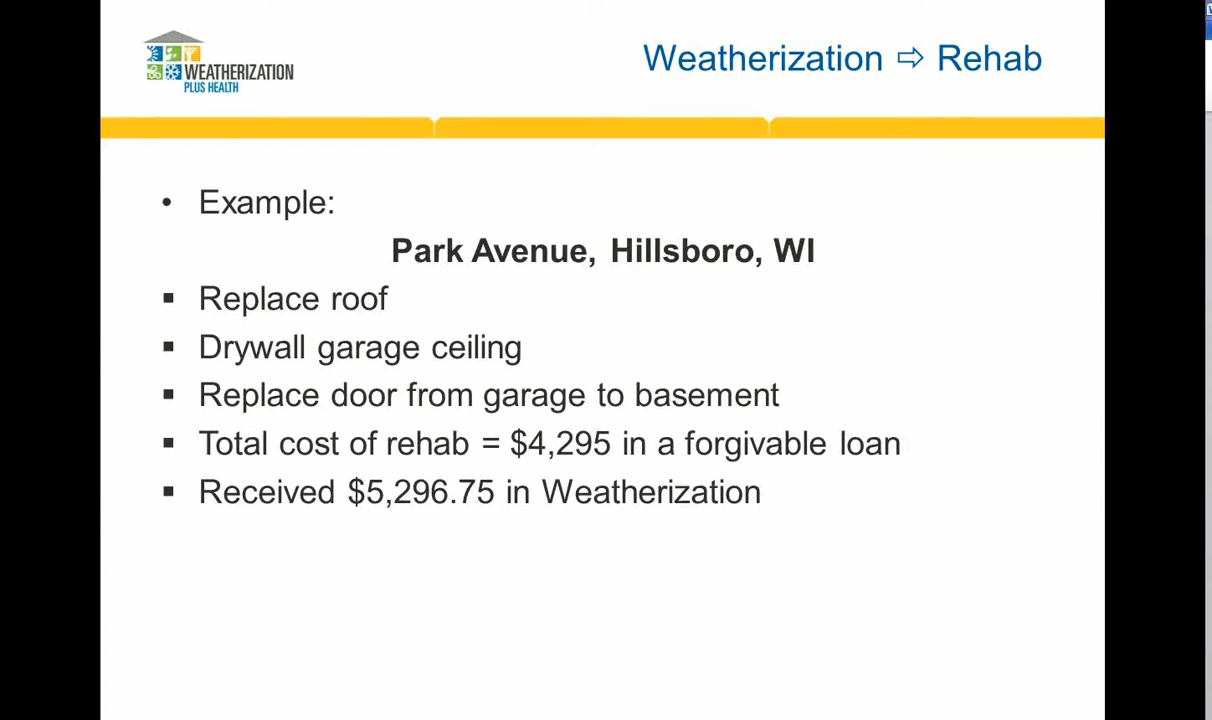 WEATHERIZATION
PLUS HEALTH
Weatherization ⇨ Rehab
• Example:
Park Avenue, Hillsboro, WI
▪ Replace roof
▪ Drywall garage ceiling
▪ Replace door from garage to basement
▪ Total cost of rehab = $4,295 in a forgivable loan
▪ Received $5,296.75 in Weatherization